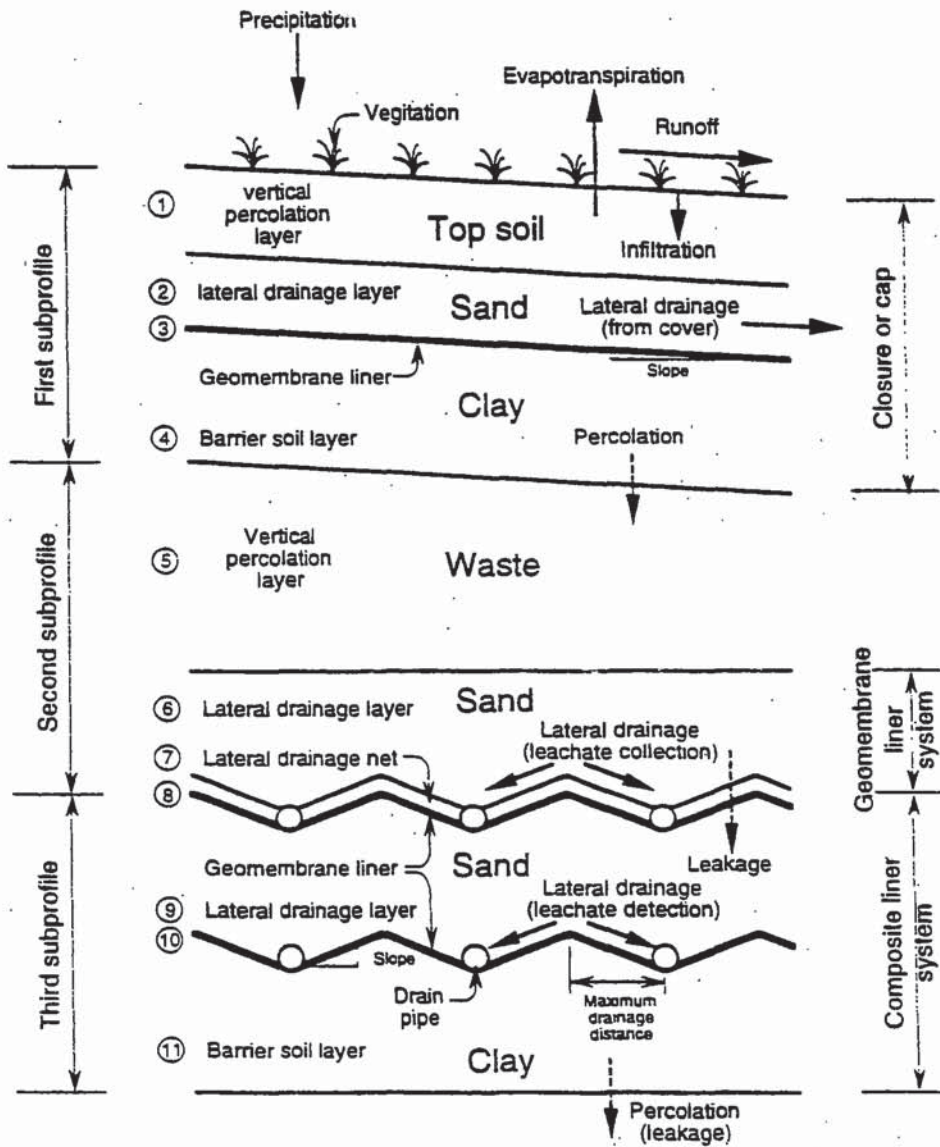 Precipitation
Evapotranspiration
Vegitation
Runoff
①
vertical
percolation
layer
Top soil
Infiltration
② lateral drainage layer
Sand
Lateral drainage
(from cover)
③
Geomembrane liner
Slope
Clay
④ Barrier soil layer
Percolation
First subprofile
Closure or cap
⑤
Vertical
percolation
layer
Waste
Second subprofile
⑥ Lateral drainage layer
Sand
Lateral drainage
(leachate collection)
⑦ Lateral drainage net
⑧
Geomembrane
liner
system
Geomembrane liner
Sand
Leakage
⑨ Lateral drainage layer
Lateral drainage
(leachate detection)
⑩
Slope
Drain
pipe
Maximum
drainage
distance
Third subprofile
Composite liner
system
⑪ Barrier soil layer
Clay
Percolation
(leakage)